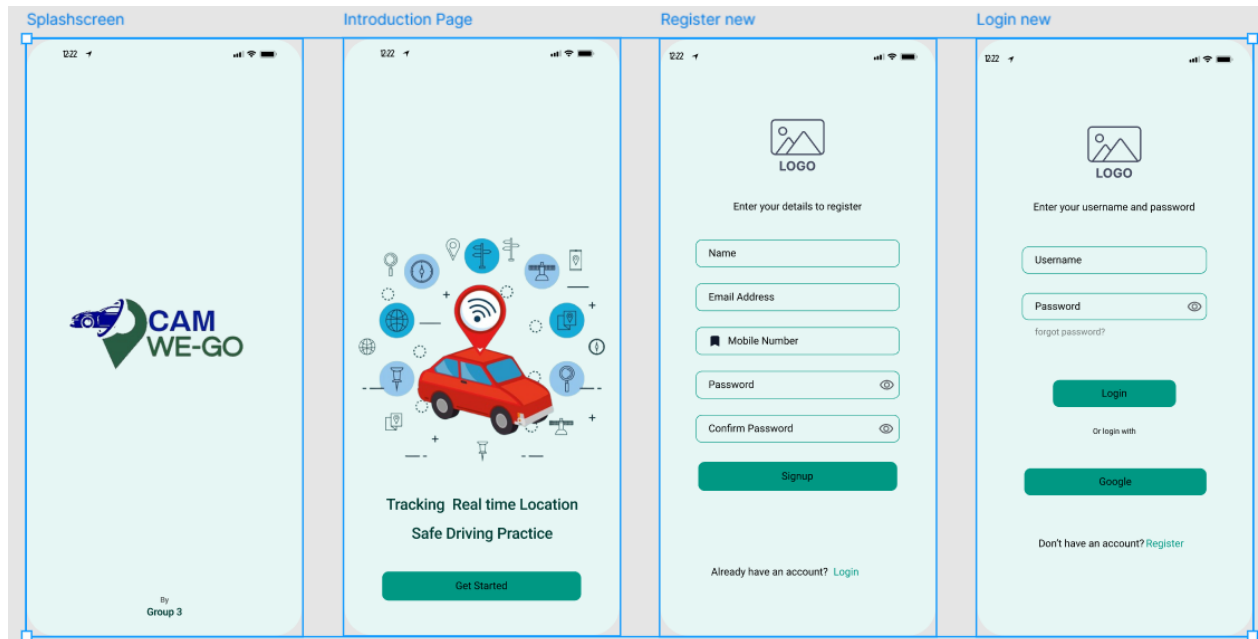 Splashscreen
12:22
CAM
WE-GO
By
Group 3
Introduction Page
12:22
Tracking Real time Location
Safe Driving Practice
Get Started
Register new
12:22
LOGO
Enter your details to register
Name
Email Address
Mobile Number
Password
Confirm Password
Signup
Already have an account? Login
Login new
12:22
LOGO
Enter your username and password
Username
Password
forgot password?
Login
Or login with
Google
Don't have an account? Register